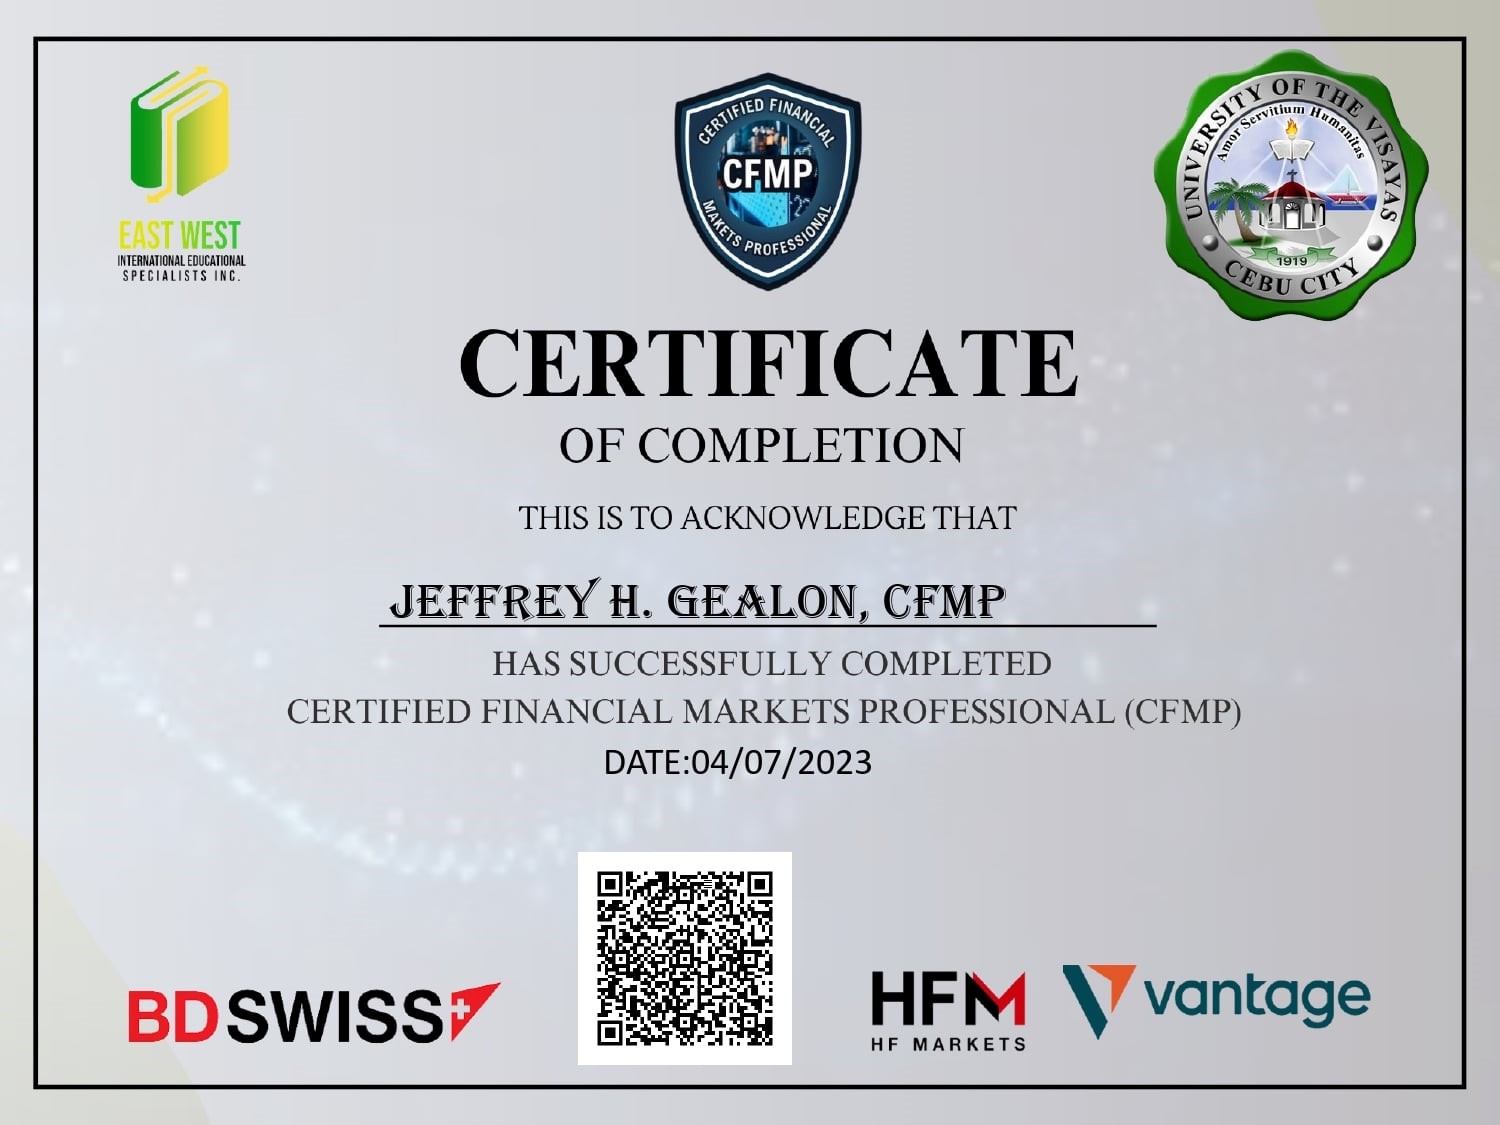 EAST WEST
INTERNATIONAL EDUCATIONAL
SPECIALISTS INC.
CERTIFIED FINANCIAL
CFMP
MAKETS PROFESSIONAL
UNIVERSITY OF THE VISAYAS
Amor Servitium Humanitas
1919
CEBU CITY
CERTIFICATE
OF COMPLETION
THIS IS TO ACKNOWLEDGE THAT
JEFFREY H. GEALON, CFMP
HAS SUCCESSFULLY COMPLETED
CERTIFIED FINANCIAL MARKETS PROFESSIONAL (CFMP)
DATE:04/07/2023
BDSWISS
HFM
HF MARKETS
vantage